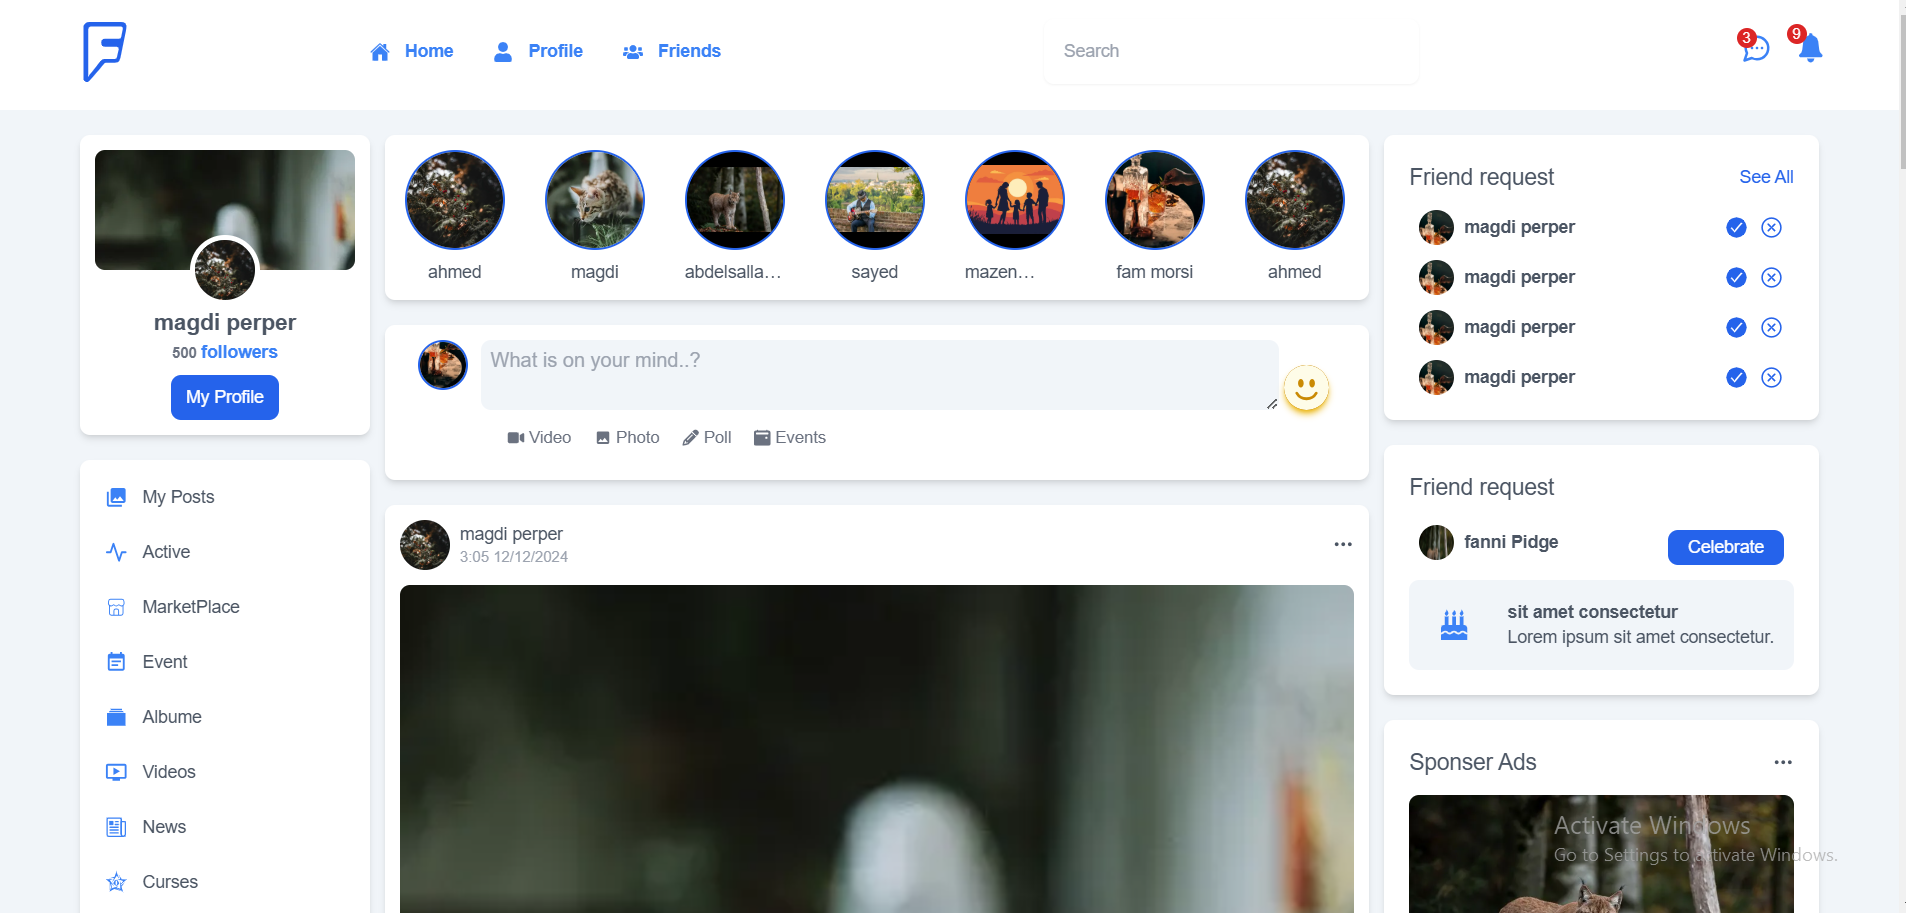 Home
Profile
Friends
Search
3
9
magdi perper
500 followers
My Profile
My Posts
Active
MarketPlace
Event
Albume
Videos
News
Curses
ahmed
magdi
abdelsalla...
sayed
mazen...
fam morsi
ahmed
What is on your mind..?
Video
Photo
Poll
Events
magdi perper
3:05 12/12/2024
Friend request
See All
magdi perper
magdi perper
magdi perper
magdi perper
Friend request
fanni Pidge
Celebrate
sit amet consectetur
Lorem ipsum sit amet consectetur.
Sponser Ads
Activate Windows
Go to Settings to activate Windows.